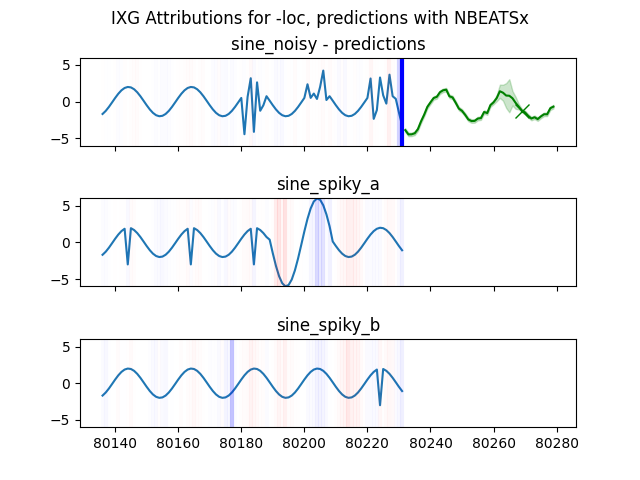 IXG Attributions for -loc, predictions with NBEATSx
sine_noisy - predictions
5
0
−5
sine_spiky_a
5
0
−5
sine_spiky_b
5
0
−5
80140 80160 80180 80200 80220 80240 80260 80280